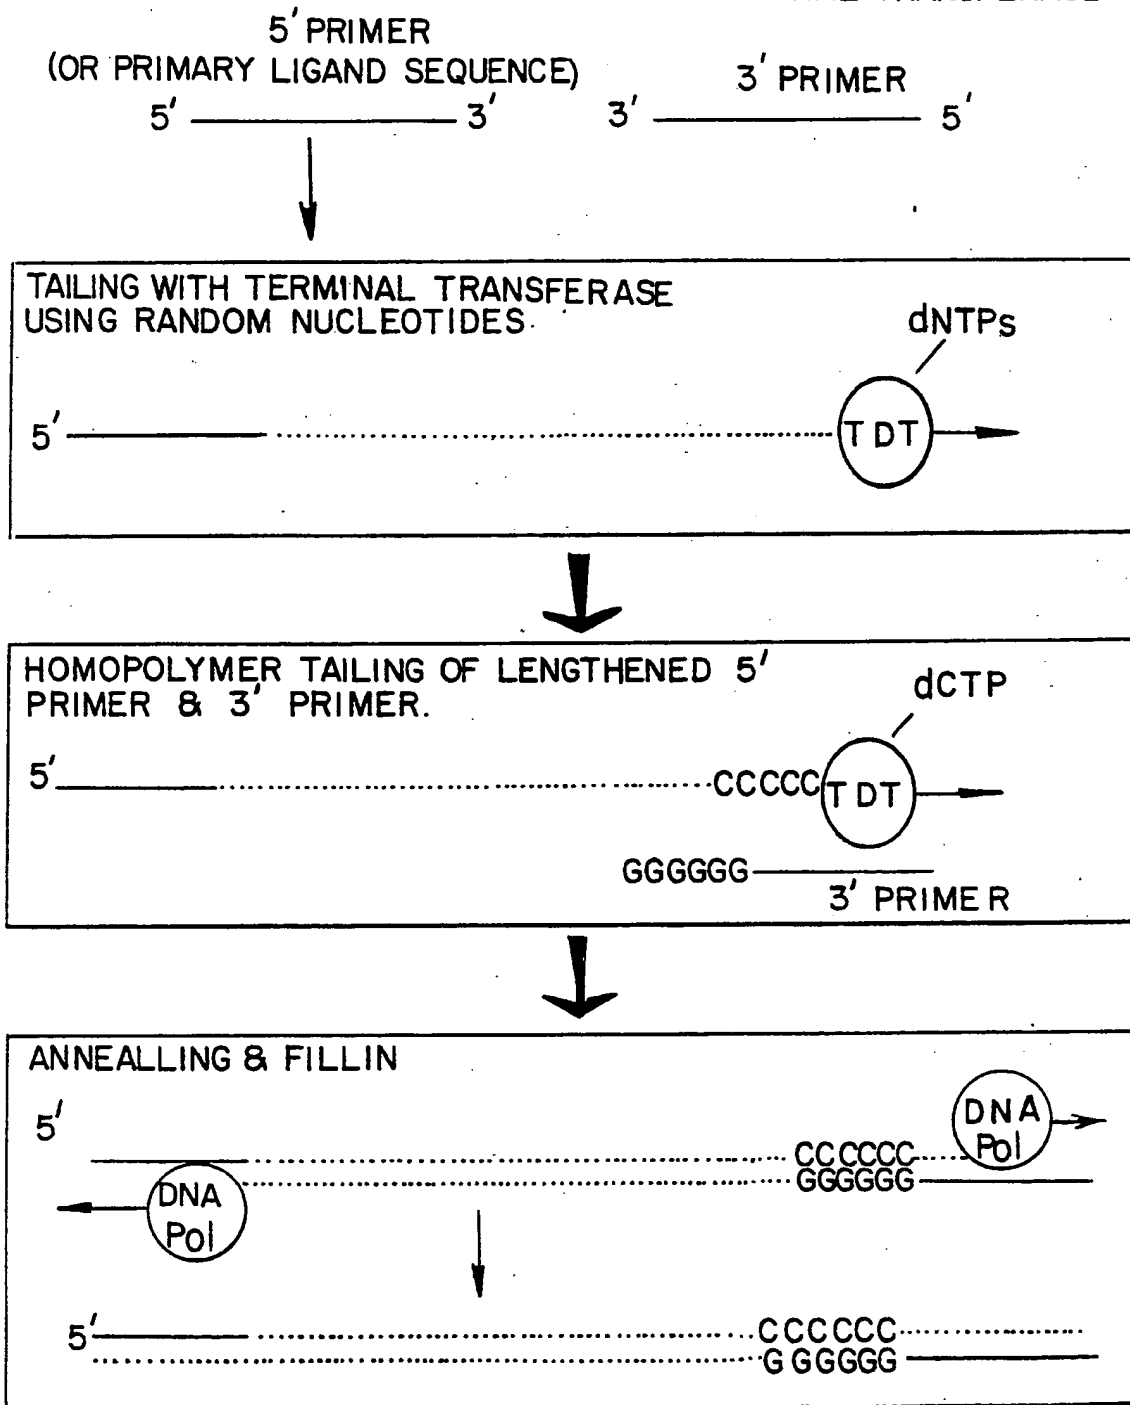 5' PRIMER
(OR PRIMARY LIGAND SEQUENCE)
3' PRIMER
5' 3' 3' 5'
TAILING WITH TERMINAL TRANSFERASE
USING RANDOM NUCLEOTIDES
dNTPs
5' TDT
HOMOPOLYMER TAILING OF LENGTHENED 5'
PRIMER & 3' PRIMER.
dCTP
5' CCCCC TDT
GGGGGG
3' PRIMER
ANNEALLING & FILLIN
5'
DNA
Pol
CCCCCC
GGGGGG
DNA
Pol
5' CCCCCC
GGGGGG